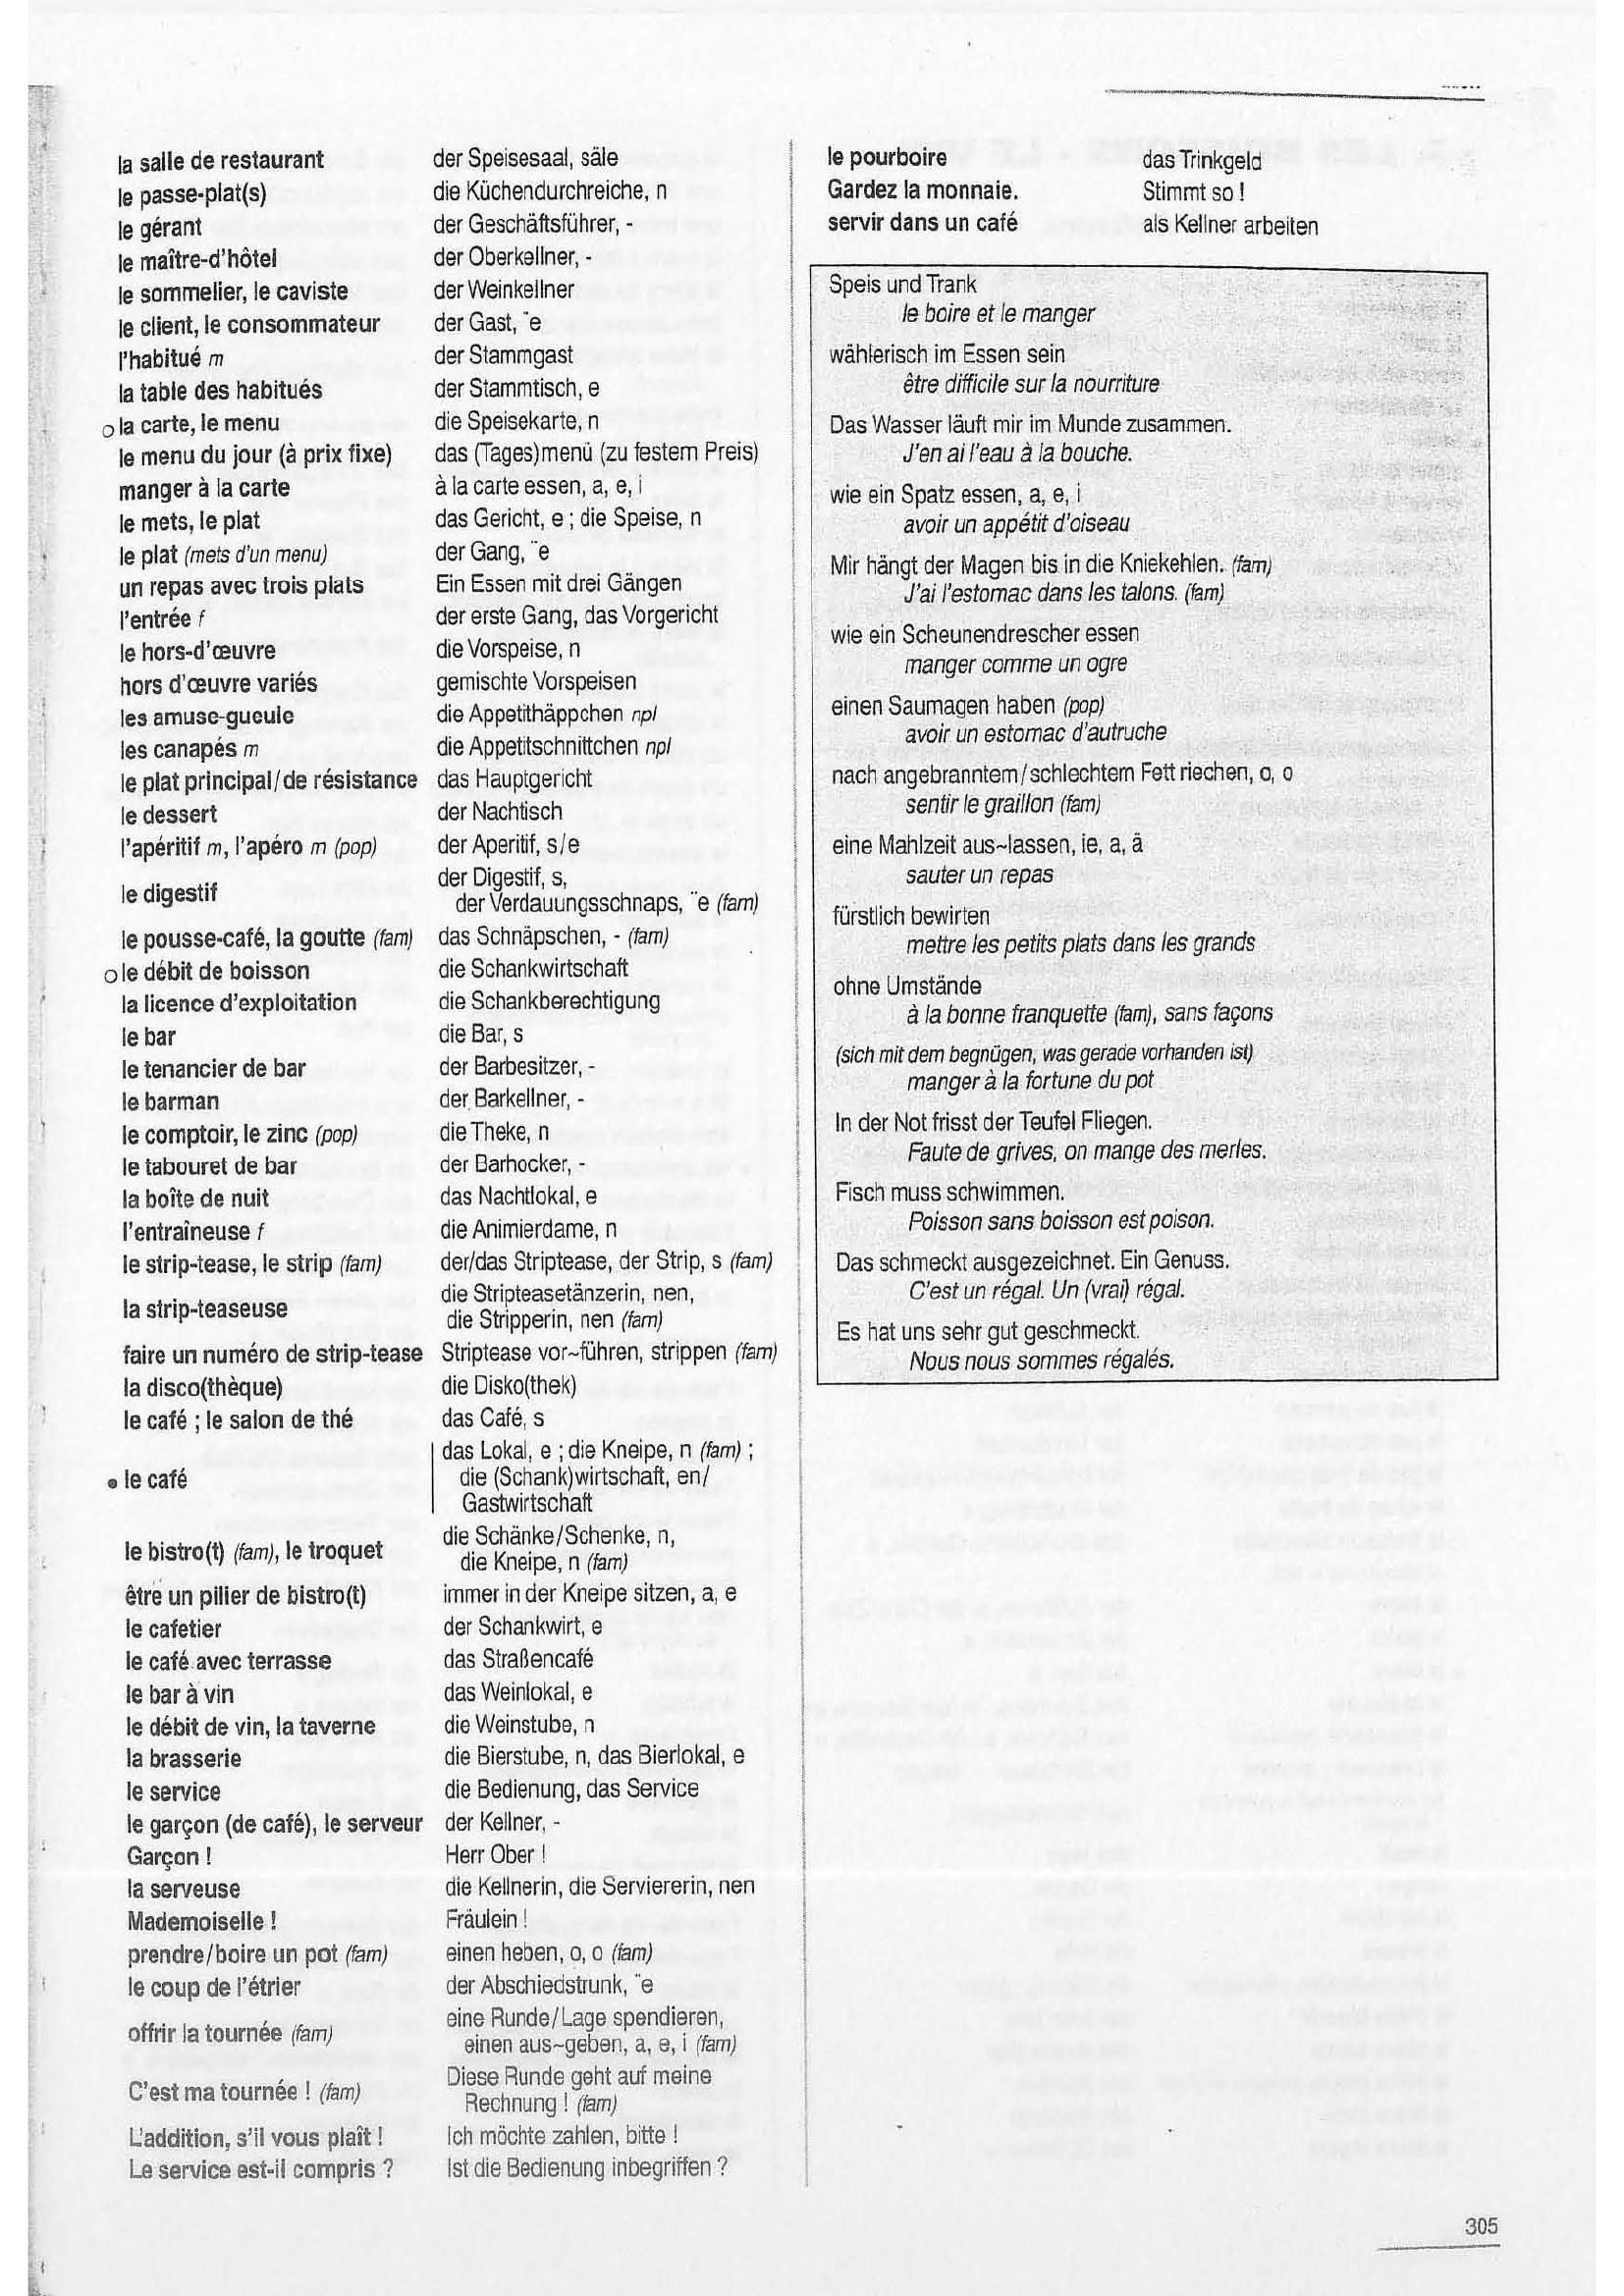 la salle de restaurant der Speisesaal, säle
le passe-plat(s) die Küchendurchreiche, n
le gérant der Geschäftsführer, -
le maître-d'hôtel der Oberkellner, -
le sommelier, le caviste der Weinkellner
le client, le consommateur der Gast, ¨e
l'habitué m der Stammgast
la table des habitués der Stammtisch, e
o la carte, le menu die Speisekarte, n
le menu du jour (à prix fixe) das (Tages)menü (zu festem Preis)
manger à la carte à la carte essen, a, e, i
le mets, le plat das Gericht, e ; die Speise, n
le plat (mets d'un menu) der Gang, ¨e
un repas avec trois plats Ein Essen mit drei Gängen
l'entrée f der erste Gang, das Vorgericht
le hors-d'œuvre die Vorspeise, n
hors d'œuvre variés gemischte Vorspeisen
les amuse-gueule die Appetithäppchen npl
les canapés m die Appetitschnittchen npl
le plat principal/de résistance das Hauptgericht
le dessert der Nachtisch
l'apéritif m, l'apéro m (pop) der Aperitif, s/e
le digestif der Digestif, s,
der Verdauungsschnaps, ¨e (fam)
le pousse-café, la goutte (fam) das Schnäpschen, - (fam)
o le débit de boisson die Schankwirtschaft
la licence d'exploitation die Schankberechtigung
le bar die Bar, s
le tenancier de bar der Barbesitzer, -
le barman der Barkellner, -
le comptoir, le zinc (pop) die Theke, n
le tabouret de bar der Barhocker, -
la boîte de nuit das Nachtlokal, e
l'entraîneuse f die Animierdame, n
le strip-tease, le strip (fam) der/das Striptease, der Strip, s (fam)
la strip-teaseuse die Stripteasetänzerin, nen,
die Stripperin, nen (fam)
faire un numéro de strip-tease Striptease vor~führen, strippen (fam)
la disco(thèque) die Disko(thek)
le café ; le salon de thé das Café, s
• le café das Lokal, e ; die Kneipe, n (fam) ;
die (Schank)wirtschaft, en/
Gastwirtschaft
le bistro(t) (fam), le troquet die Schänke/Schenke, n,
die Kneipe, n (fam)
être un pilier de bistro(t) immer in der Kneipe sitzen, a, e
le cafetier der Schankwirt, e
le café avec terrasse das Straßencafé
le bar à vin das Weinlokal, e
le débit de vin, la taverne die Weinstube, n
la brasserie die Bierstube, n, das Bierlokal, e
le service die Bedienung, das Service
le garçon (de café), le serveur der Kellner, -
Garçon ! Herr Ober !
la serveuse die Kellnerin, die Serviererin, nen
Mademoiselle ! Fräulein !
prendre/boire un pot (fam) einen heben, o, o (fam)
le coup de l'étrier der Abschiedstrunk, ¨e
offrir la tournée (fam) eine Runde/Lage spendieren,
einen aus~geben, a, e, i (fam)
C'est ma tournée ! (fam) Diese Runde geht auf meine
Rechnung ! (fam)
L'addition, s'il vous plaît ! Ich möchte zahlen, bitte !
Le service est-il compris ? Ist die Bedienung inbegriffen ?
le pourboire das Trinkgeld
Gardez la monnaie. Stimmt so !
servir dans un café als Kellner arbeiten
Speis und Trank
le boire et le manger
wählerisch im Essen sein
être difficile sur la nourriture
Das Wasser läuft mir im Munde zusammen.
J'en ai l'eau à la bouche.
wie ein Spatz essen, a, e, i
avoir un appétit d'oiseau
Mir hängt der Magen bis in die Kniekehlen. (fam)
J'ai l'estomac dans les talons. (fam)
wie ein Scheunendrescher essen
manger comme un ogre
einen Saumagen haben (pop)
avoir un estomac d'autruche
nach angebranntem/schlechtem Fett riechen, o, o
sentir le graillon (fam)
eine Mahlzeit aus~lassen, ie, a, ä
sauter un repas
fürstlich bewirten
mettre les petits plats dans les grands
ohne Umstände
à la bonne franquette (fam), sans façons
(sich mit dem begnügen, was gerade vorhanden ist)
manger à la fortune du pot
In der Not frisst der Teufel Fliegen.
Faute de grives, on mange des merles.
Fisch muss schwimmen.
Poisson sans boisson est poison.
Das schmeckt ausgezeichnet. Ein Genuss.
C'est un régal. Un (vrai) régal.
Es hat uns sehr gut geschmeckt.
Nous nous sommes régalés.
305